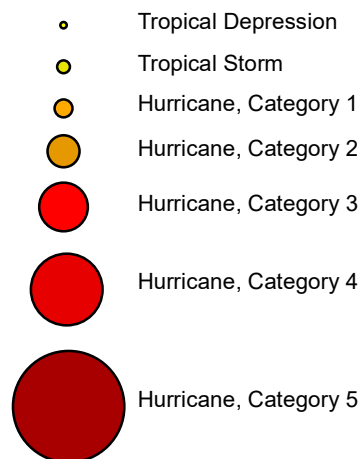 Tropical Depression
Tropical Storm
Hurricane, Category 1
Hurricane, Category 2
Hurricane, Category 3
Hurricane, Category 4
Hurricane, Category 5